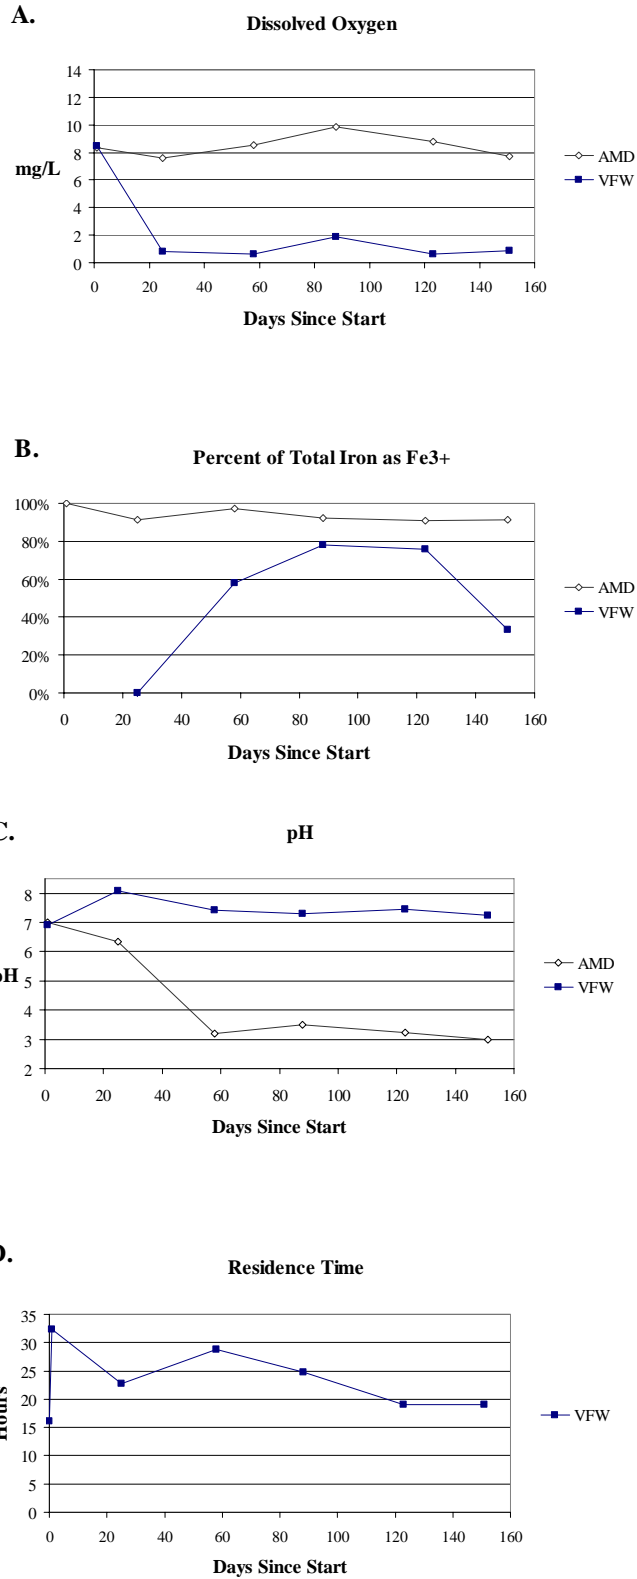 A.
Dissolved Oxygen
14
12
10
8
6
4
2
0
mg/L
0 20 40 60 80 100 120 140 160
Days Since Start
AMD
VFW
B.
Percent of Total Iron as Fe3+
100%
80%
60%
40%
20%
0%
0 20 40 60 80 100 120 140 160
Days Since Start
AMD
VFW
C.
pH
8
7
6
5
4
3
2
pH
0 20 40 60 80 100 120 140 160
Days Since Start
AMD
VFW
D.
Residence Time
35
30
25
20
15
10
5
0
Hours
0 20 40 60 80 100 120 140 160
Days Since Start
VFW